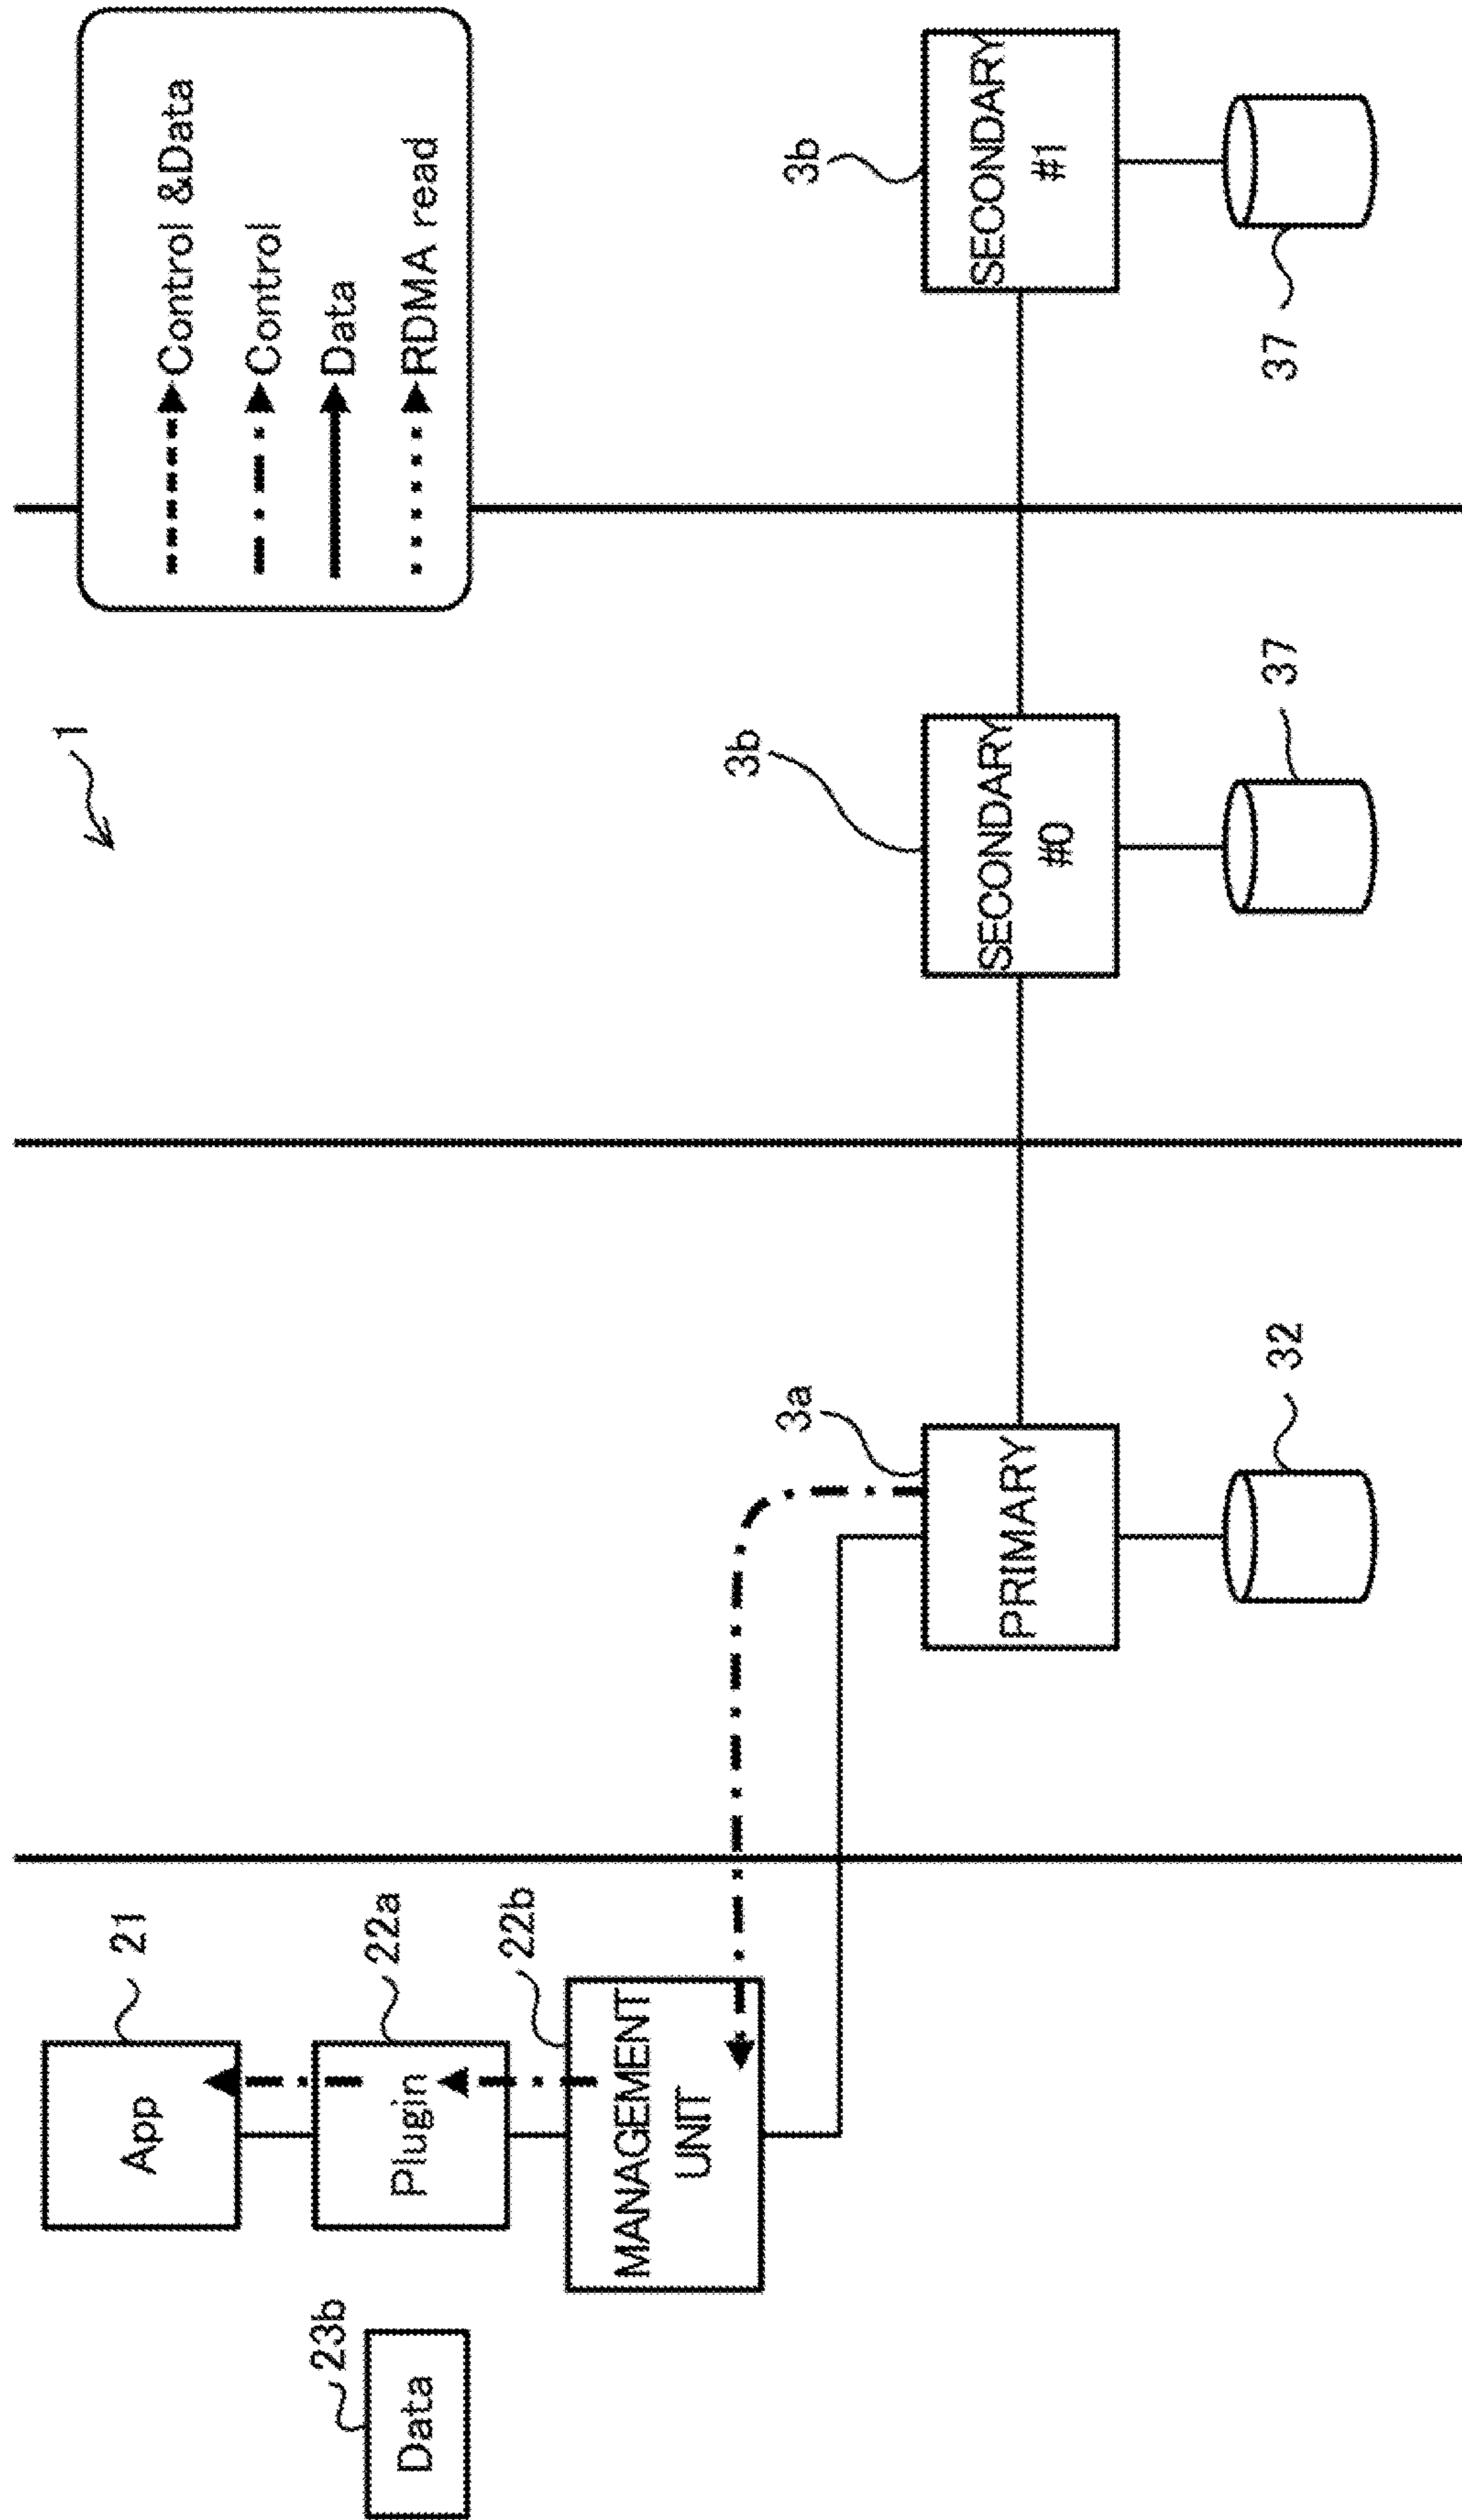 1
Control &Data
Control
Data
RDMA read
21
App
22a
Plugin
22b
MANAGEMENT
UNIT
23b
Data
3a
PRIMARY
32
3b
SECONDARY
#0
37
3b
SECONDARY
#1
37